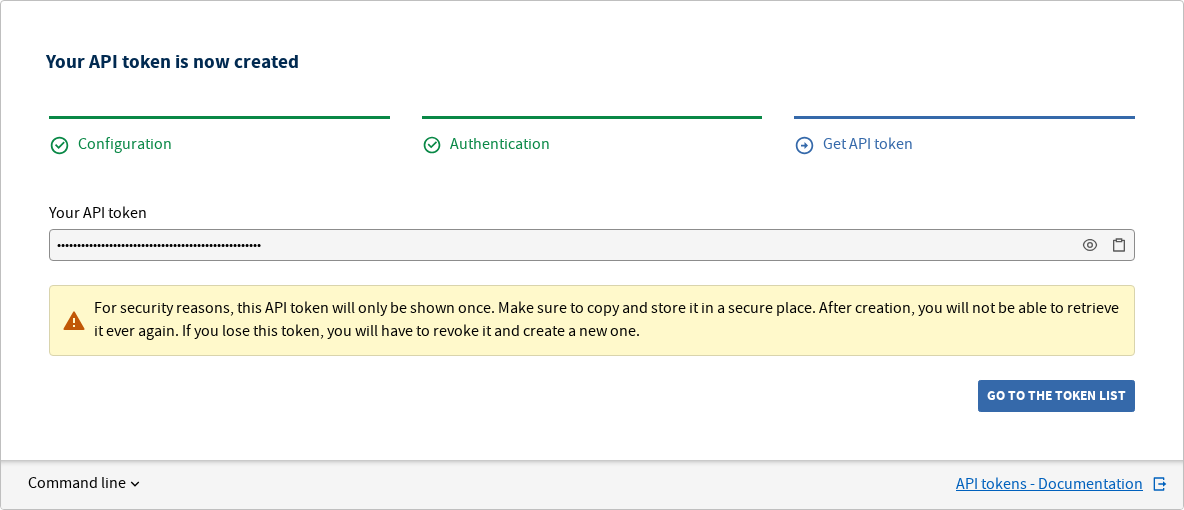 Your API token is now created
Configuration
Authentication
Get API token
Your API token
••••••••••••••••••••••••••••••••••••••••••••••••••••
For security reasons, this API token will only be shown once. Make sure to copy and store it in a secure place. After creation, you will not be able to retrieve
it ever again. If you lose this token, you will have to revoke it and create a new one.
GO TO THE TOKEN LIST
Command line
API tokens - Documentation